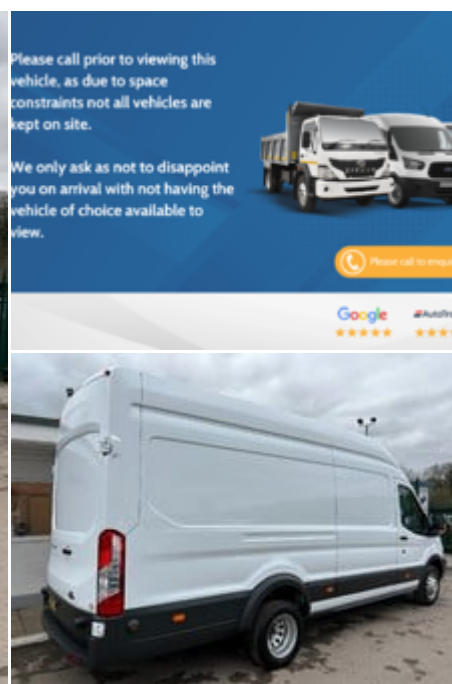 Please call prior to viewing this
vehicle, as due to space
constraints not all vehicles are
kept on site.
We only ask as not to disappoint
you on arrival with not having the
vehicle of choice available to
view.
Please call to enqui
Google
AutoTra